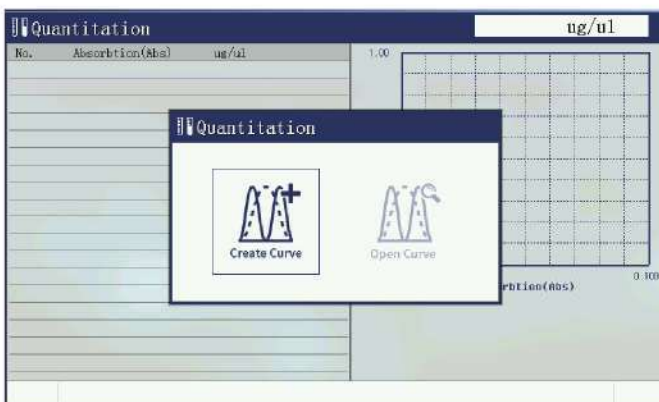 Quantitation
ug/ul
No. Absorbtion(Abs) ug/ul
1.00
Quantitation
Create Curve
Open Curve
0.100
rbtion(Abs)